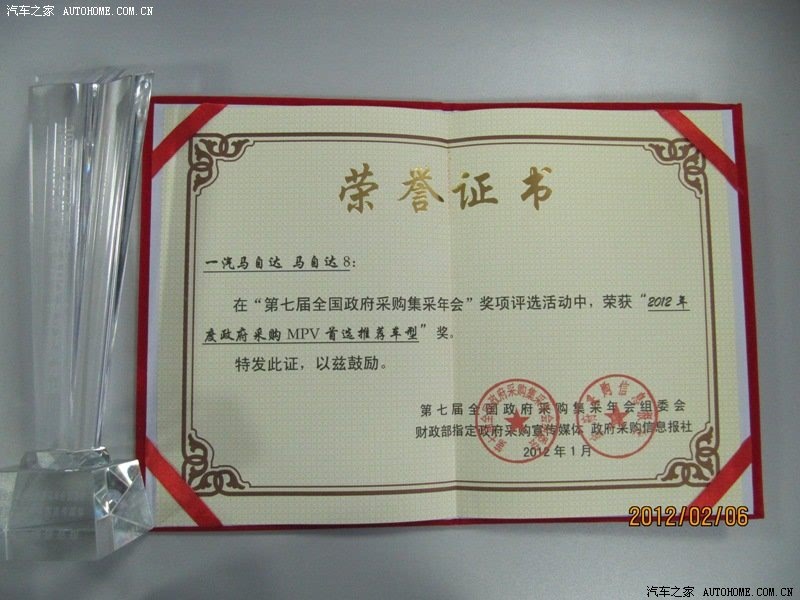 汽车之家 AUTOHOME.COM.CN
荣誉证书
一汽马自达 马自达8：
在“第七届全国政府采购集采年会”奖项评选活动中，荣获“2012年
度政府采购MPV首选推荐车型”奖。
特发此证，以兹鼓励。
第七届全国政府采购集采年会组委会
财政部指定政府采购宣传媒体 政府采购信息报社
2012年1月
2012/02/06
汽车之家 AUTOHOME.COM.CN